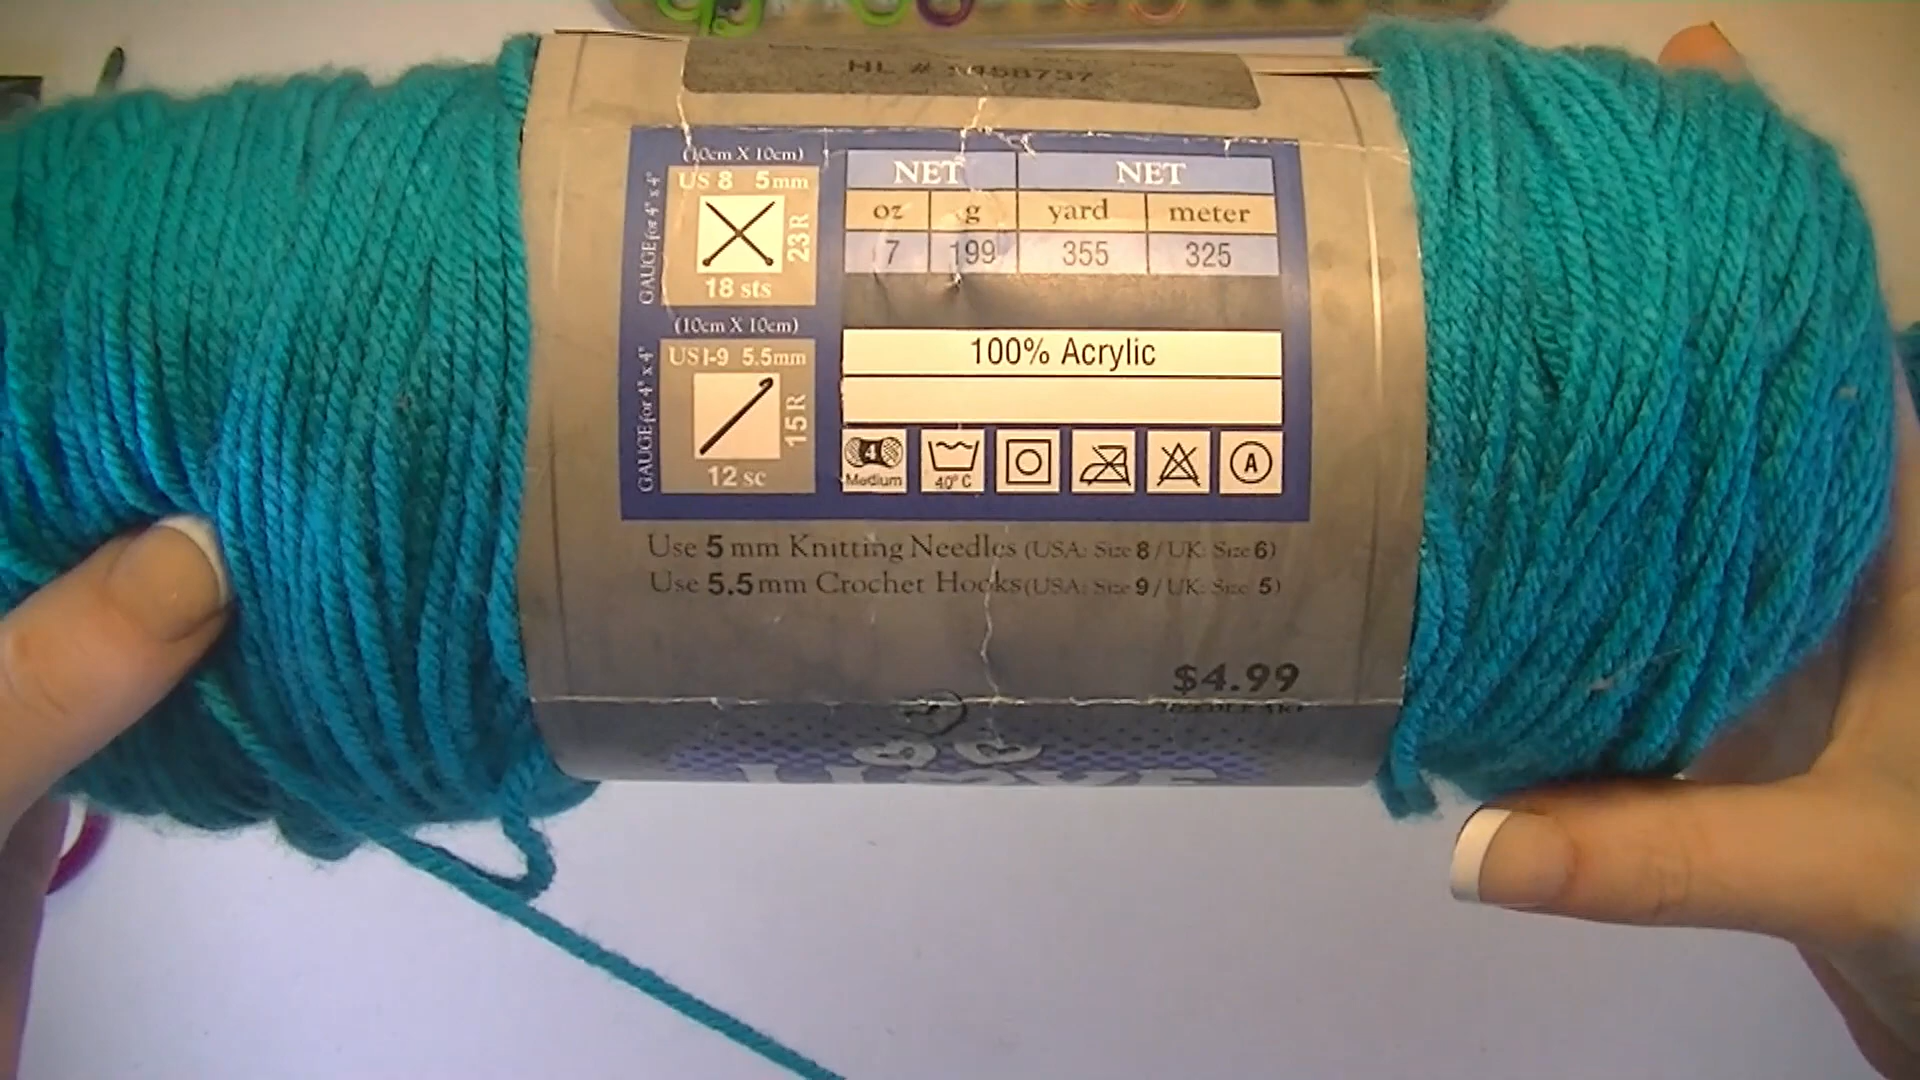 HL #
(10cm X 10cm)
US 8 5mm
GAUGE for 4" x 4"
23 R
18 sts
(10cm X 10cm)
US I-9 5.5mm
GAUGE for 4" x 4"
15 R
12 sc
NET NET
oz g yard meter
7 199 355 325
100% Acrylic
4
Medium
40° C
A
Use 5 mm Knitting Needles (USA: Size 8 / UK: Size 6)
Use 5.5 mm Crochet Hooks (USA: Size 9 / UK: Size 5)
$4.99